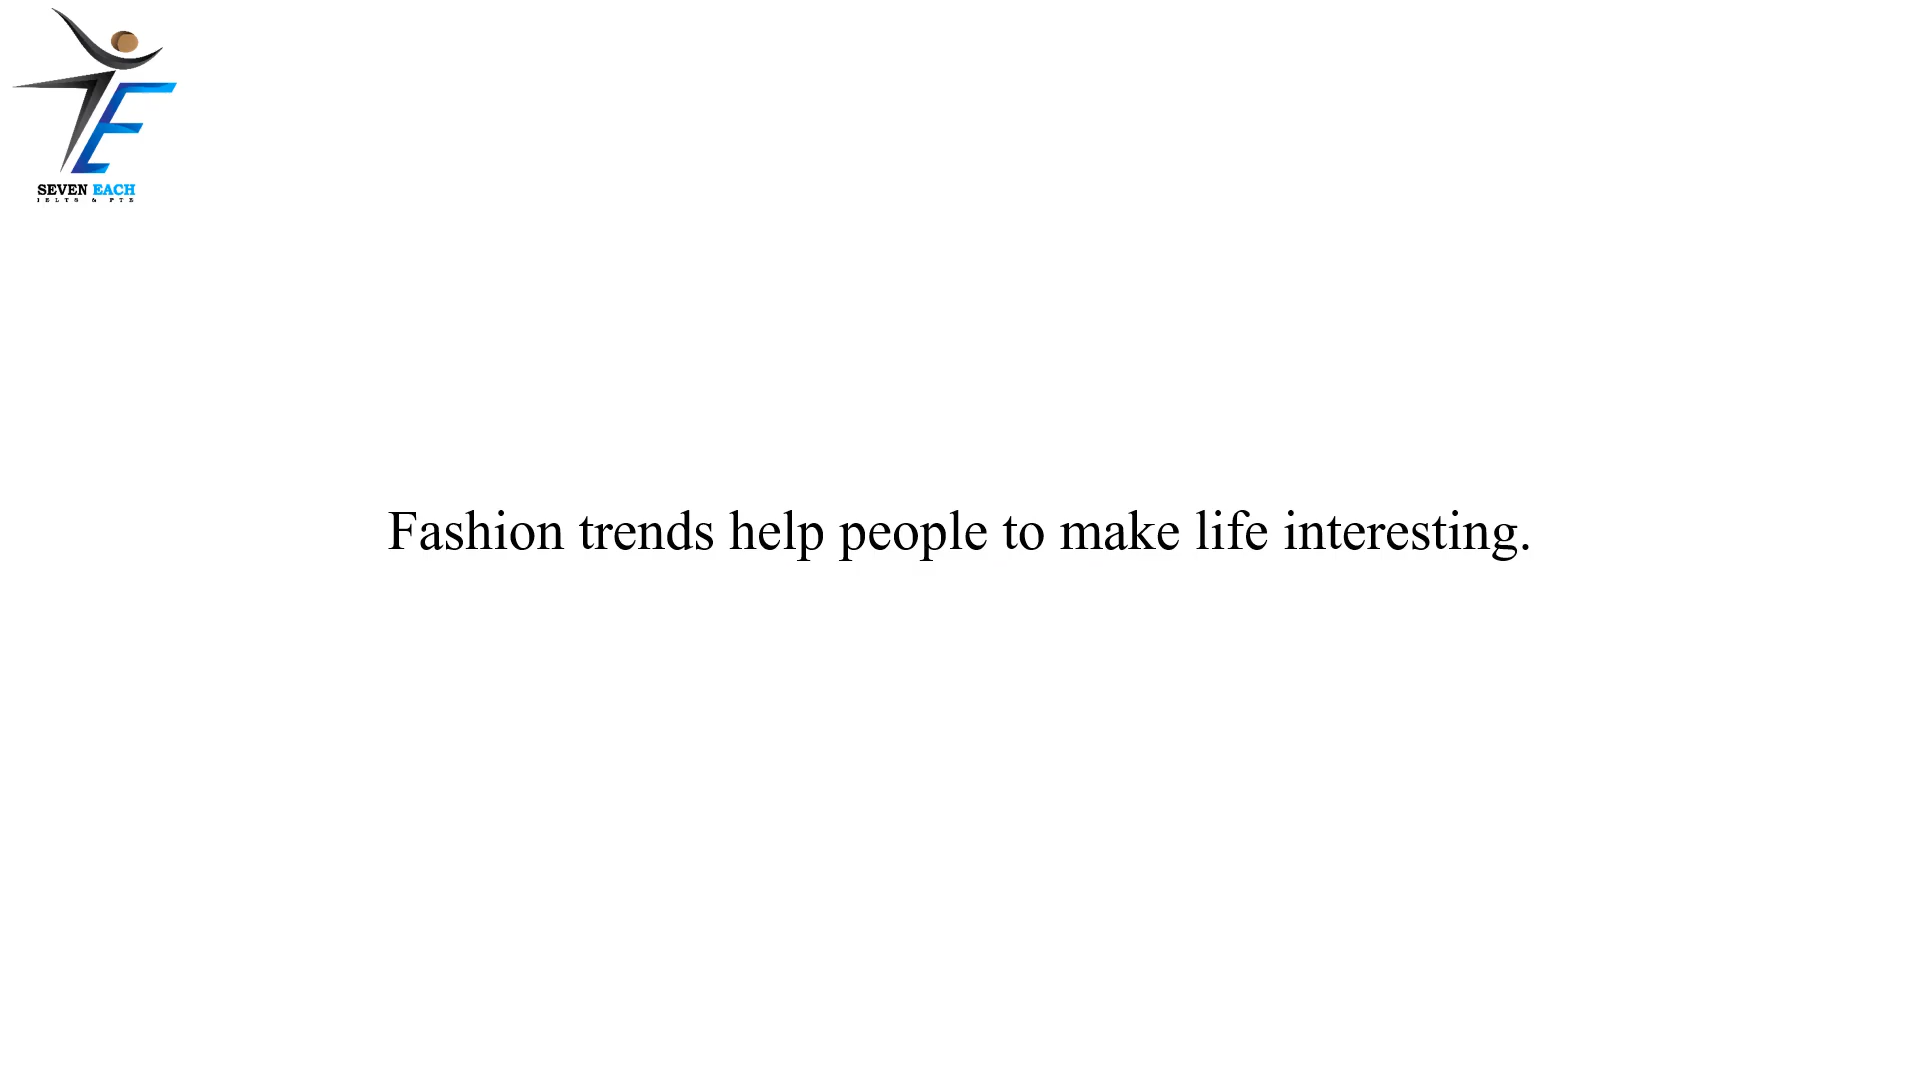 SEVEN EACH
IELTS & PTE
Fashion trends help people to make life interesting.